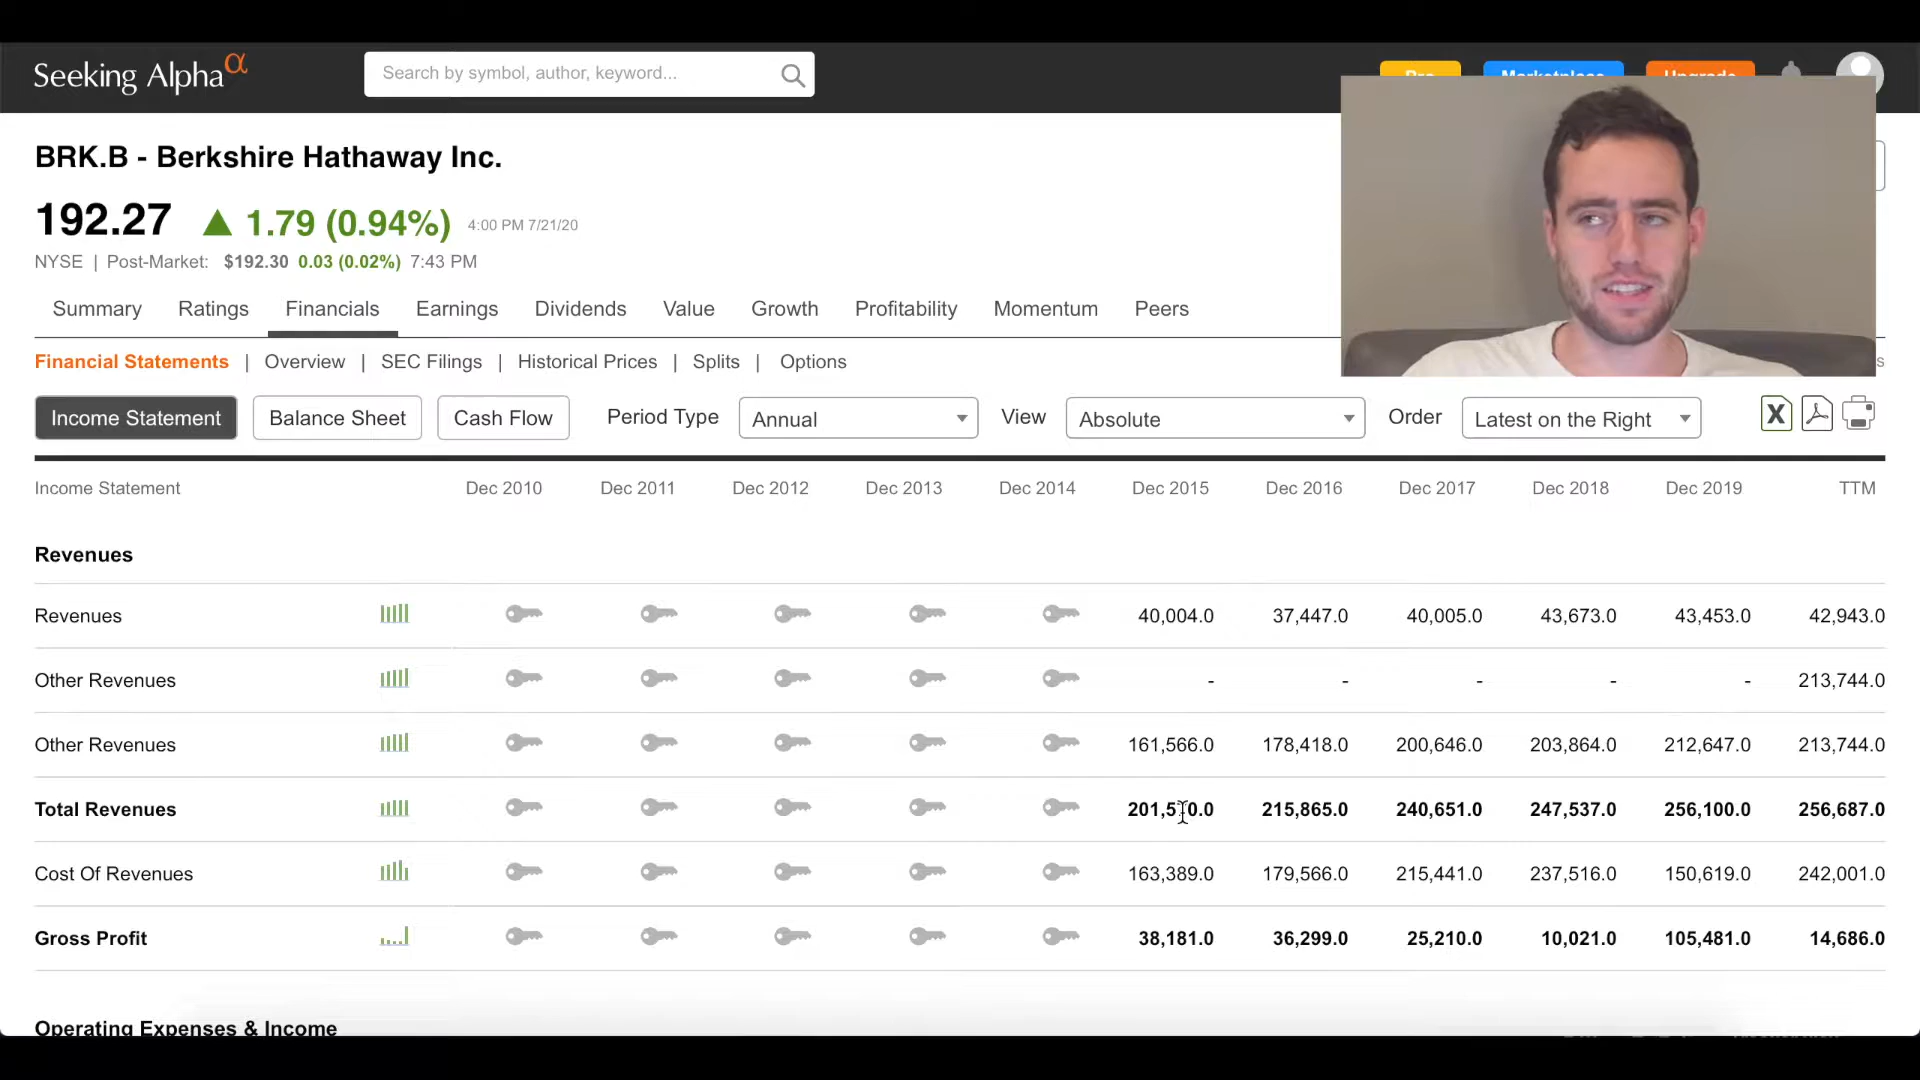 Seeking Alpha α
Search by symbol, author, keyword...
BRK.B - Berkshire Hathaway Inc.
192.27 ▲ 1.79 (0.94%) 4:00 PM 7/21/20
NYSE | Post-Market: $192.30 0.03 (0.02%) 7:43 PM
Summary Ratings Financials Earnings Dividends Value Growth Profitability Momentum Peers
Financial Statements | Overview | SEC Filings | Historical Prices | Splits | Options
Income Statement Balance Sheet Cash Flow Period Type Annual View Absolute Order Latest on the Right
Income Statement Dec 2010 Dec 2011 Dec 2012 Dec 2013 Dec 2014 Dec 2015 Dec 2016 Dec 2017 Dec 2018 Dec 2019 TTM
Revenues
Revenues 40,004.0 37,447.0 40,005.0 43,673.0 43,453.0 42,943.0
Other Revenues - - - - - 213,744.0
Other Revenues 161,566.0 178,418.0 200,646.0 203,864.0 212,647.0 213,744.0
Total Revenues 201,570.0 215,865.0 240,651.0 247,537.0 256,100.0 256,687.0
Cost Of Revenues 163,389.0 179,566.0 215,441.0 237,516.0 150,619.0 242,001.0
Gross Profit 38,181.0 36,299.0 25,210.0 10,021.0 105,481.0 14,686.0
Operating Expenses & Income